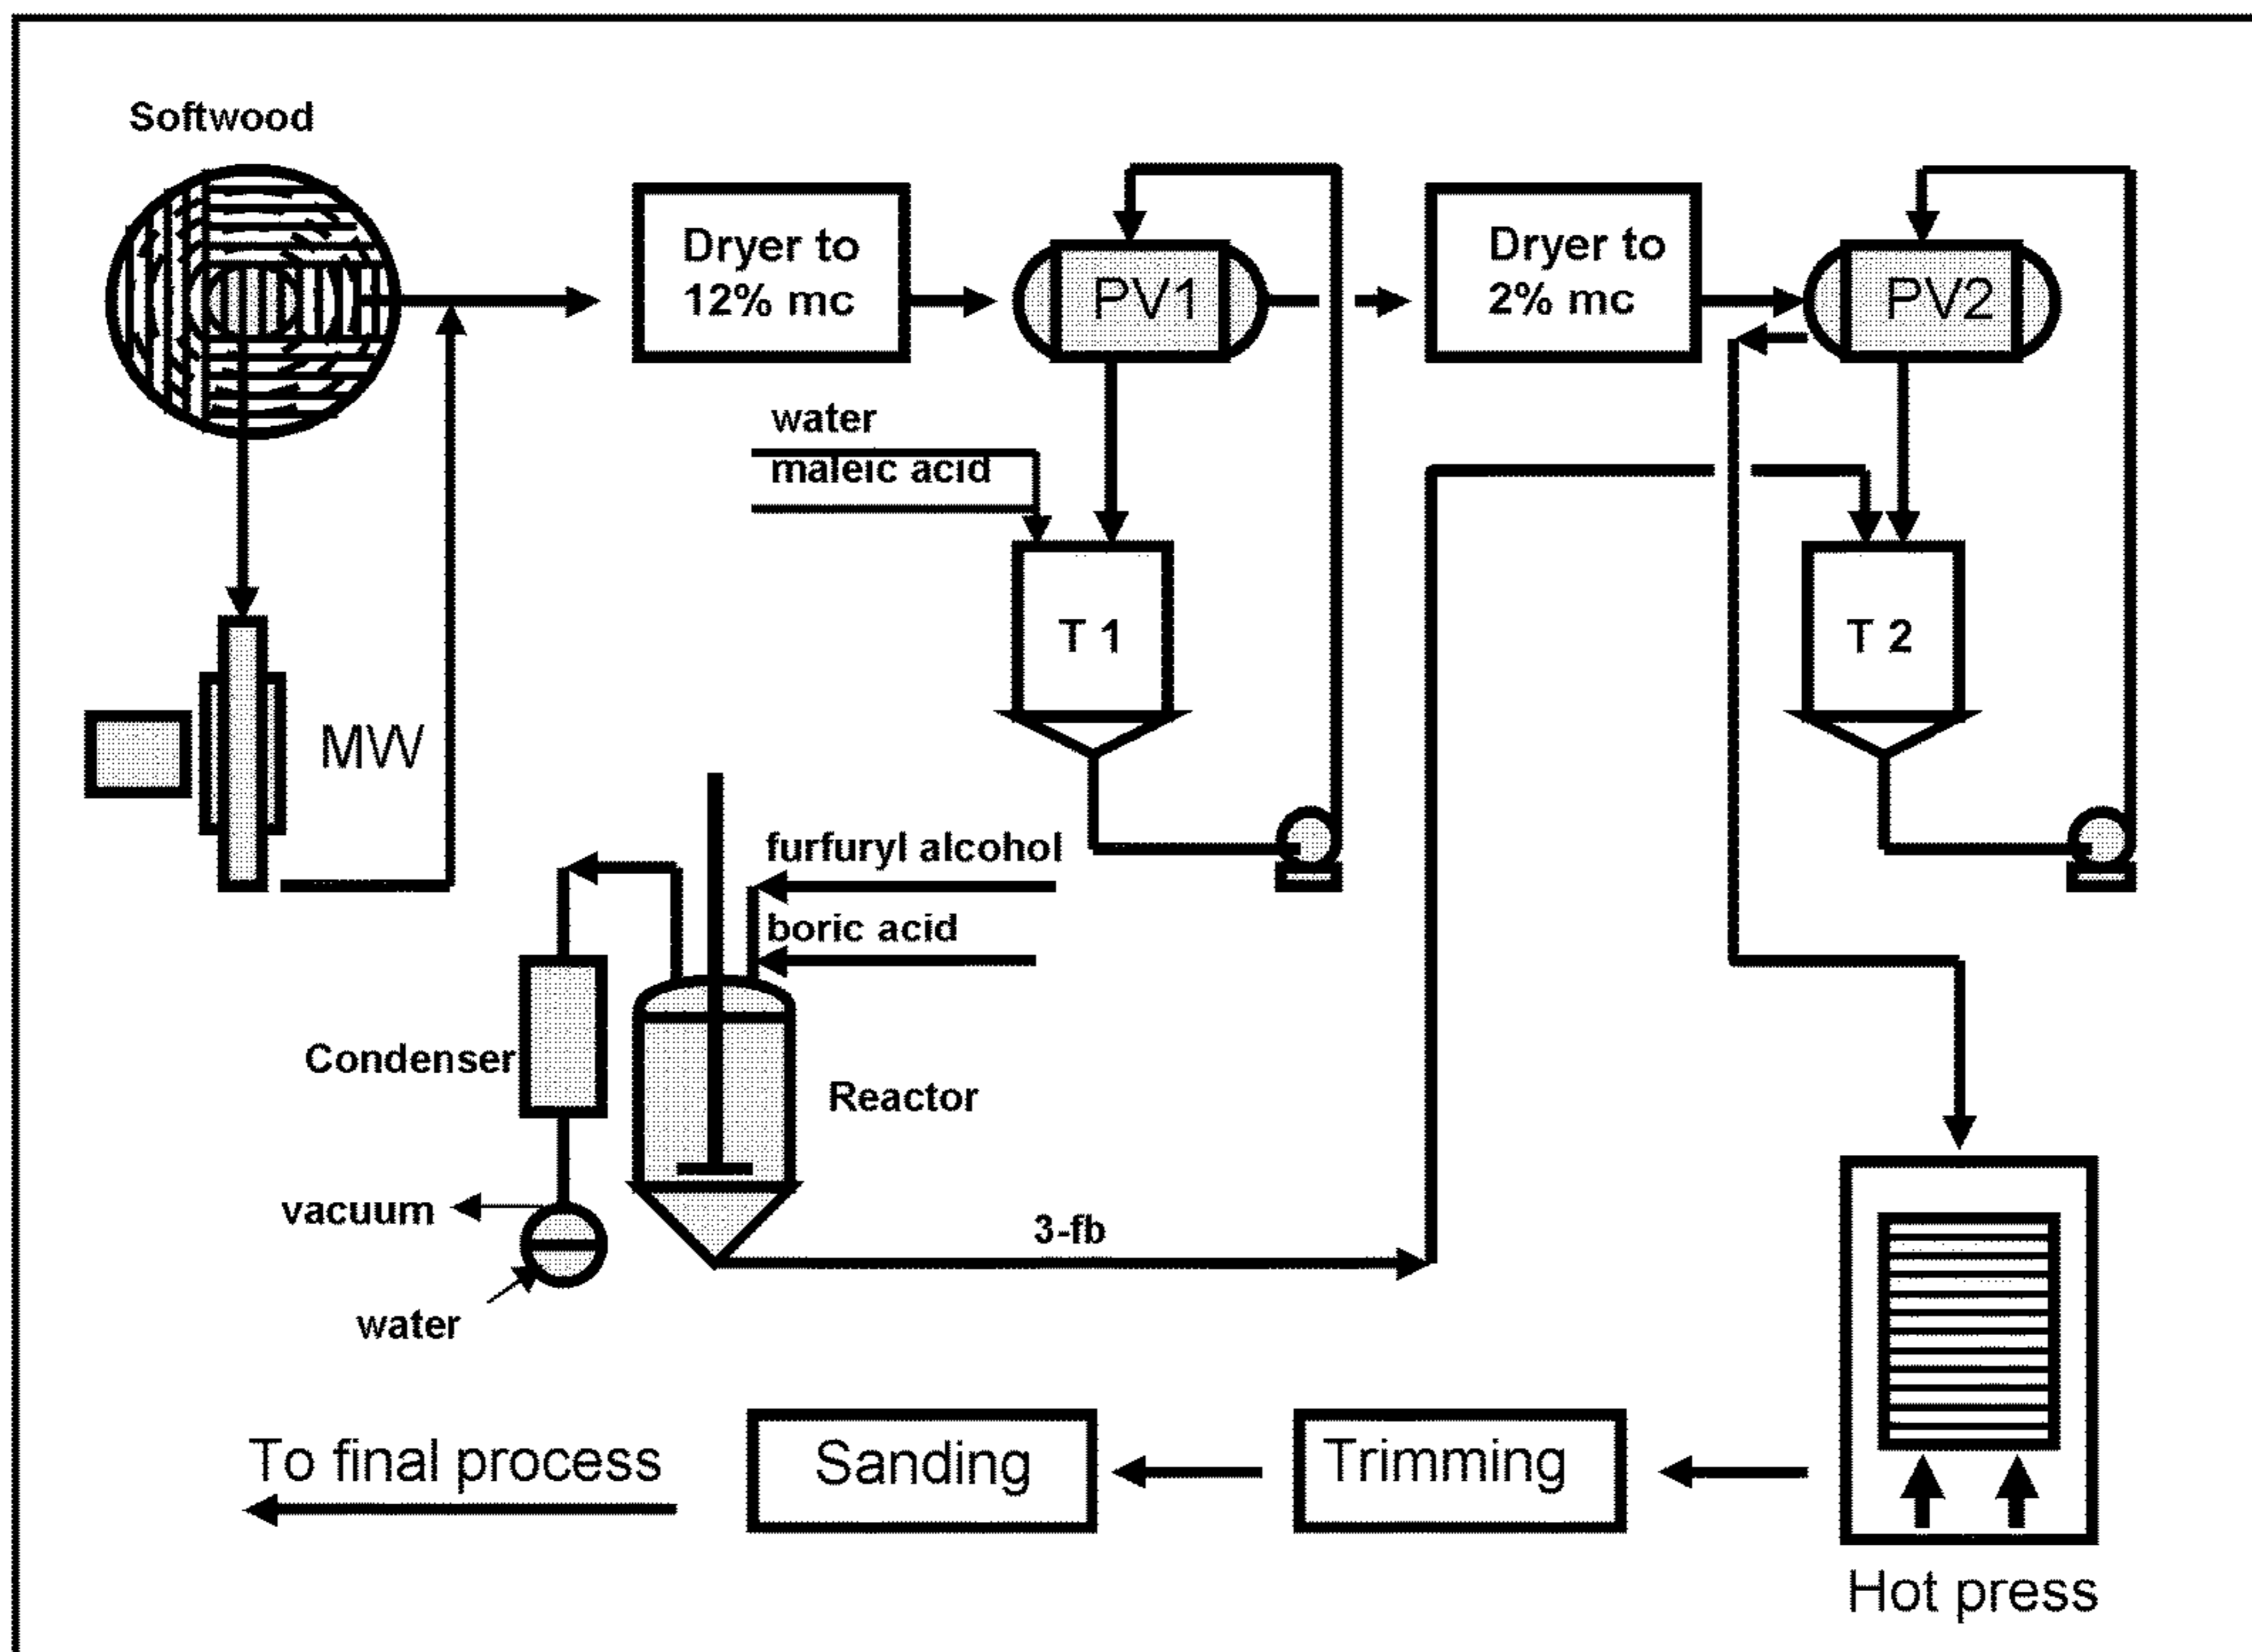 Softwood
Dryer to
12% mc
PV1
Dryer to
2% mc
PV2
water
maleic acid
T 1
T 2
MW
furfuryl alcohol
boric acid
Condenser
Reactor
vacuum
3-fb
water
To final process
Sanding
Trimming
Hot press